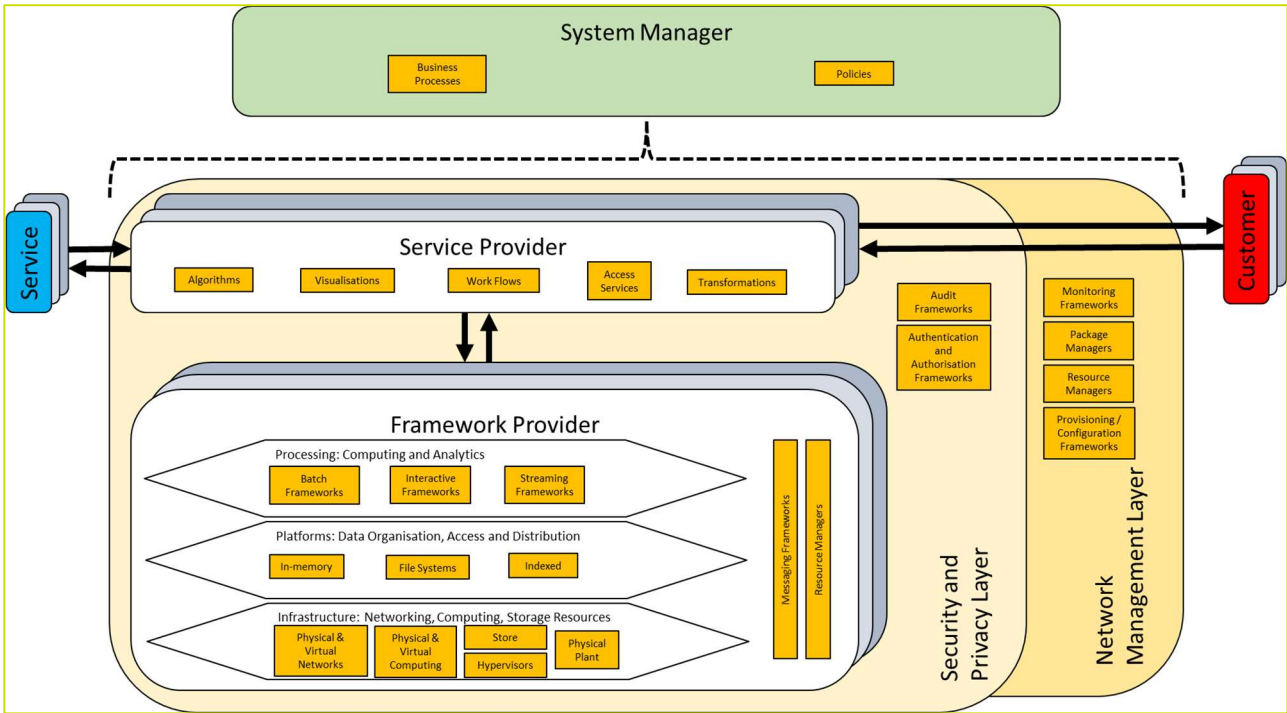 System Manager
Business
Processes
Policies
Service
Customer
Service Provider
Algorithms
Visualisations
Work Flows
Access
Services
Transformations
Audit
Frameworks
Authentication
and
Authorisation
Frameworks
Monitoring
Frameworks
Package
Managers
Resource
Managers
Provisioning /
Configuration
Frameworks
Framework Provider
Processing: Computing and Analytics
Batch
Frameworks
Interactive
Frameworks
Streaming
Frameworks
Platforms: Data Organisation, Access and Distribution
In-memory
File Systems
Indexed
Infrastructure: Networking, Computing, Storage Resources
Physical &
Virtual
Networks
Physical &
Virtual
Computing
Store
Hypervisors
Physical
Plant
Messaging Frameworks
Resource Managers
Security and
Privacy Layer
Network
Management Layer